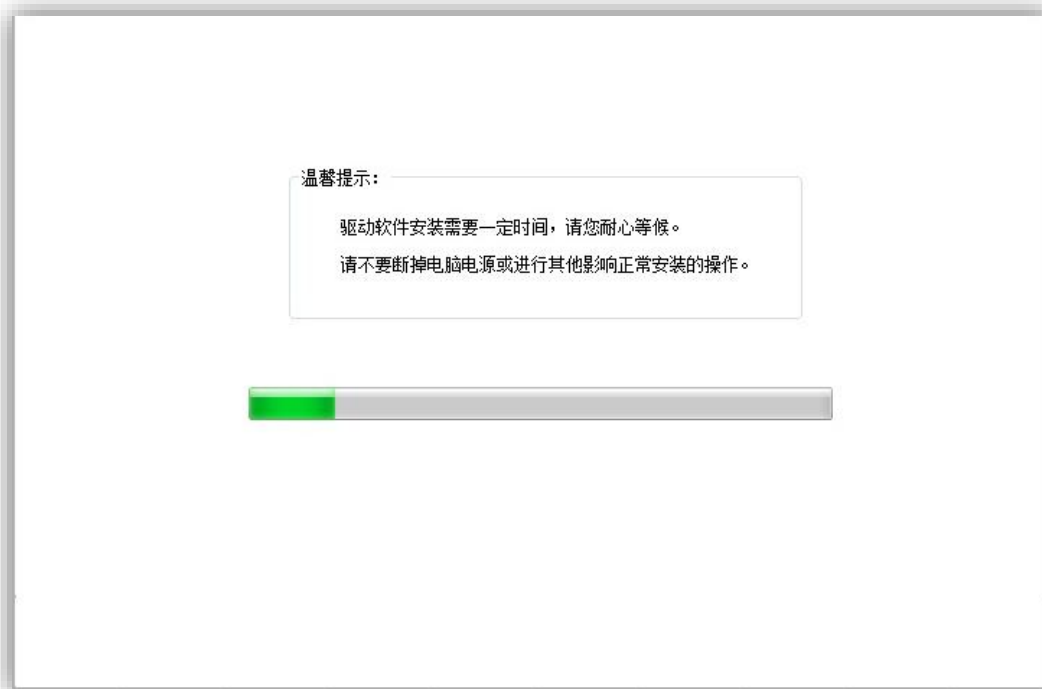 温馨提示：
驱动软件安装需要一定时间，请您耐心等候。
请不要断掉电脑电源或进行其他影响正常安装的操作。